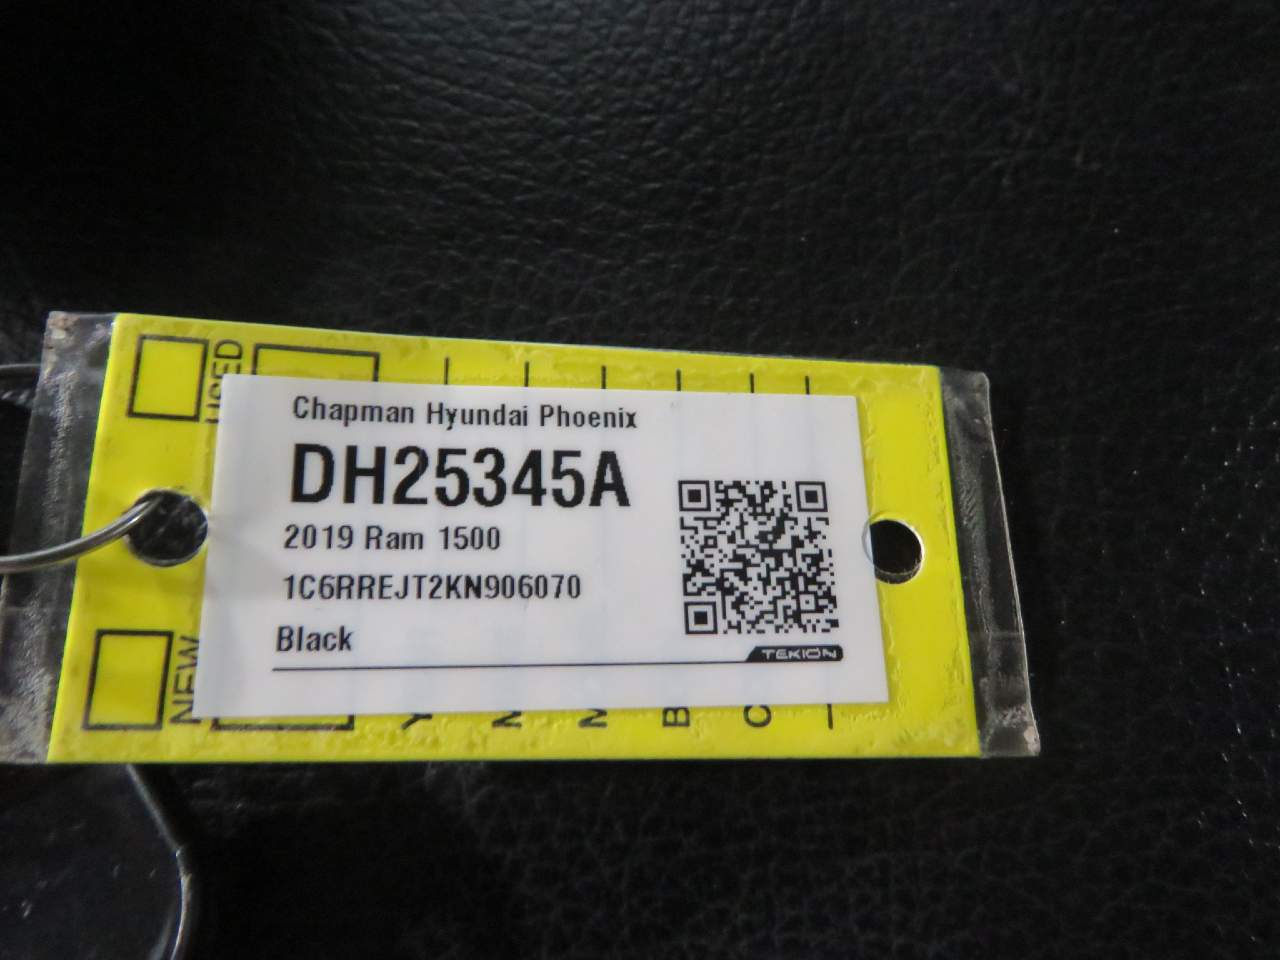 Chapman Hyundai Phoenix
DH25345A
2019 Ram 1500
1C6RREJT2KN906070
Black
TEKION
USED
NEW
Y
B